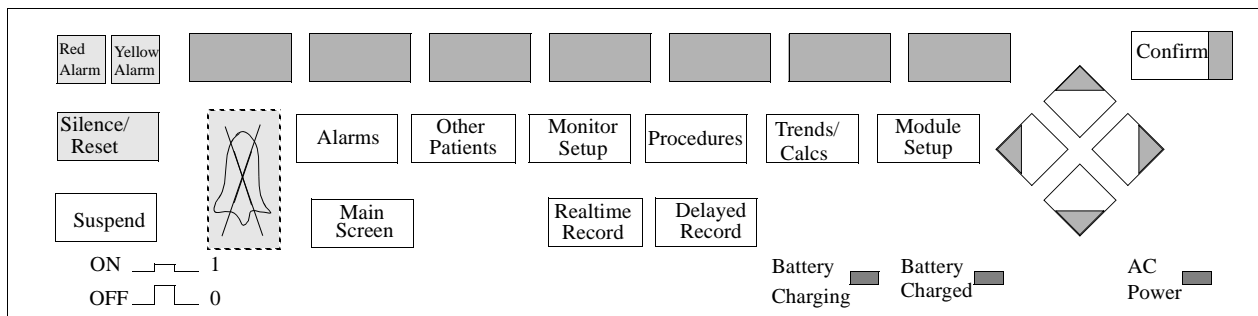 Red
Alarm
Yellow
Alarm
Confirm
Silence/
Reset
Alarms
Other
Patients
Monitor
Setup
Procedures
Trends/
Calcs
Module
Setup
Suspend
Main
Screen
Realtime
Record
Delayed
Record
ON 1
OFF 0
Battery
Charging
Battery
Charged
AC
Power